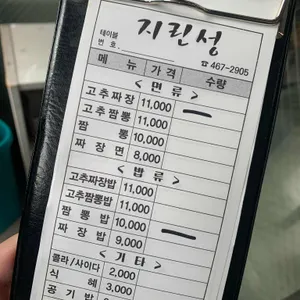 지린성
테이블
번 호 .
☎ 467-2905
메 뉴 가격 수량
< 면 류 >
고추짜장 11,000
고추짬뽕 11,000
짬 뽕 10,000
짜 장 면 8,000
< 밥 류 >
고추짜장밥 11,000
고추짬뽕밥 11,000
짬 뽕 밥 10,000
짜 장 밥 9,000
< 기 타 >
콜라/사이다 2,000
식 혜 3,000
공 기 밥